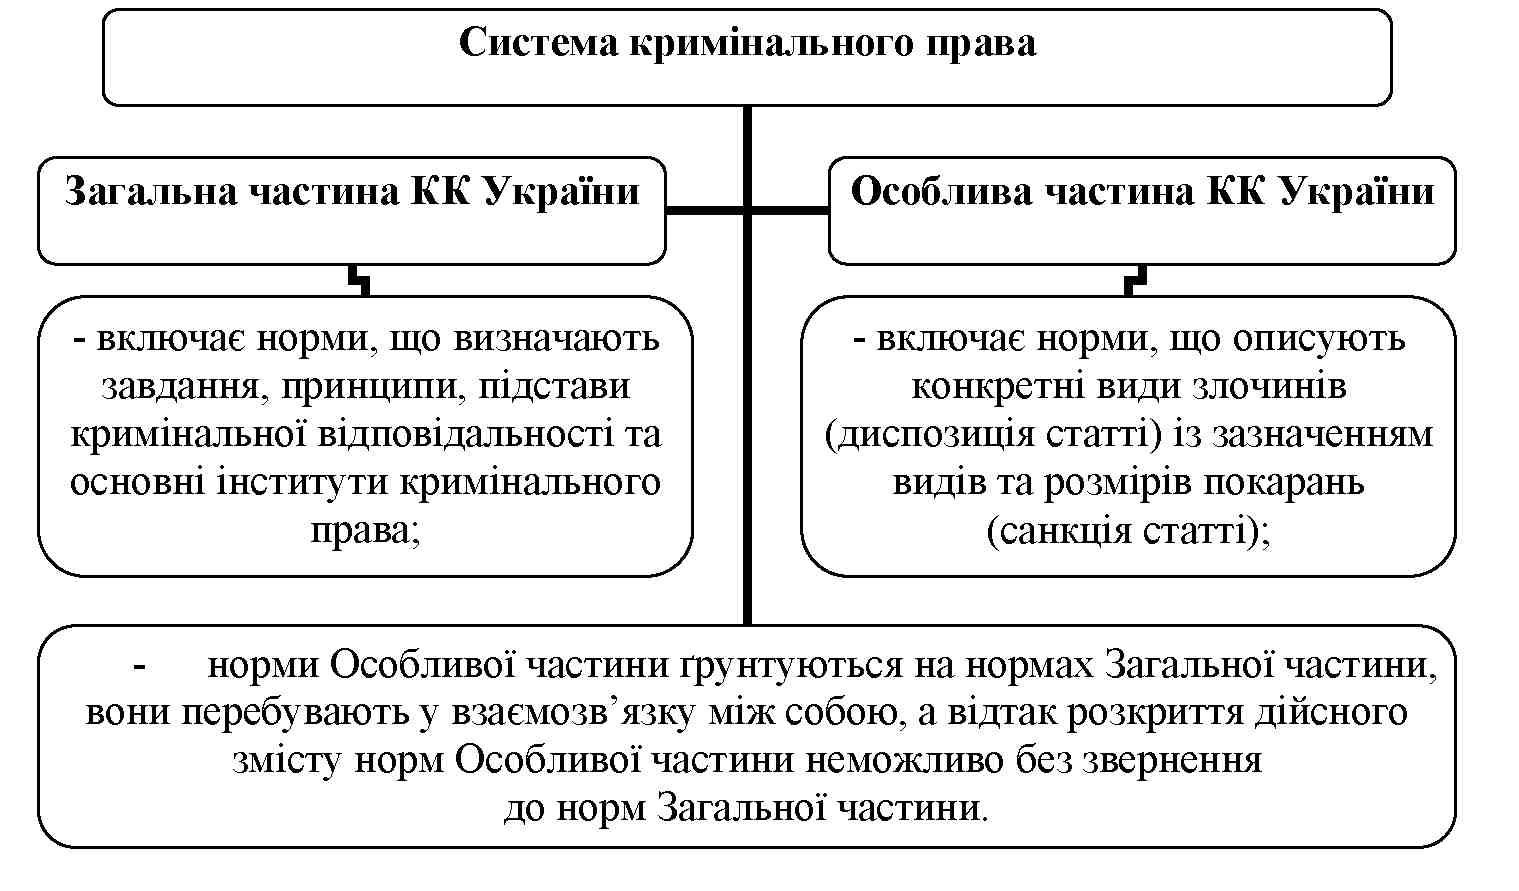 Система кримінального права
Загальна частина КК України
Особлива частина КК України
- включає норми, що визначають
завдання, принципи, підстави
кримінальної відповідальності та
основні інститути кримінального
права;
- включає норми, що описують
конкретні види злочинів
(диспозиція статті) із зазначенням
видів та розмірів покарань
(санкція статті);
- норми Особливої частини ґрунтуються на нормах Загальної частини,
вони перебувають у взаємозв’язку між собою, а відтак розкриття дійсного
змісту норм Особливої частини неможливо без звернення
до норм Загальної частини.